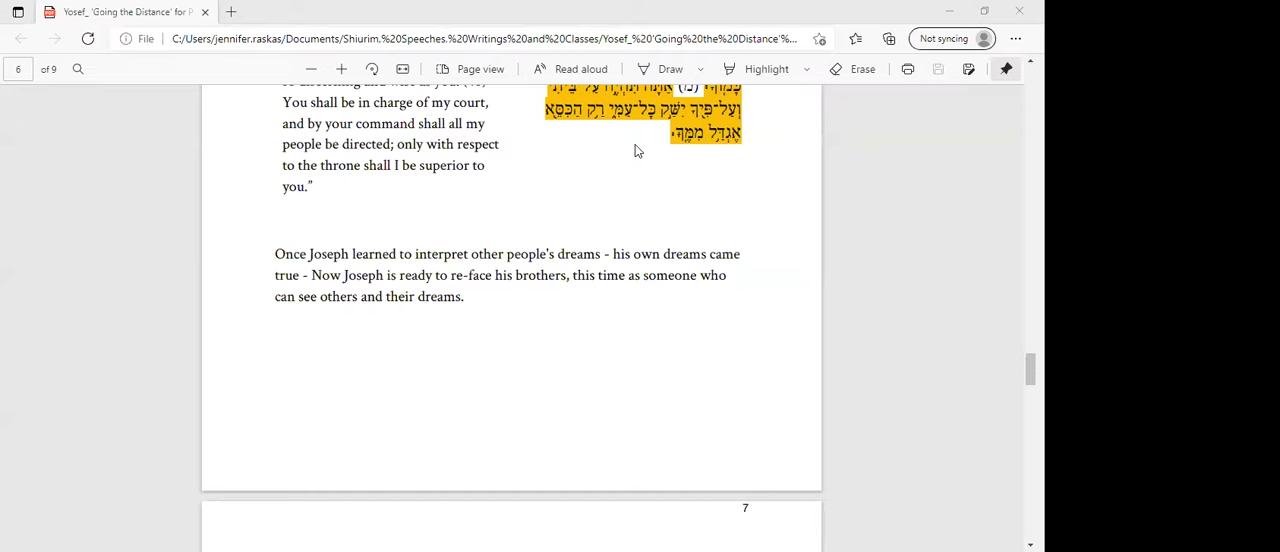 Yosef_ 'Going the Distance' for P
File
C:/Users/jennifer.raskas/Documents/Shiurim.%20Speeches.%20Writings%20and%20Classes/Yosef_%20'Going%20the%20Distance'%...
Not syncing
6 of 9
Page view
Read aloud
Draw
Highlight
Erase
You shall be in charge of my court,
and by your command shall all my
people be directed; only with respect
to the throne shall I be superior to
you.”
כָּמֽוֹךָ׃ (מ) אַתָּה תִּהְיֶה עַל־בֵּיתִי
וְעַל־פִּיךָ יִשַּׁק כׇּל־עַמִּי רַק הַכִּסֵּא
אֶגְדַּל מִמֶּךָּ׃
Once Joseph learned to interpret other people's dreams - his own dreams came
true - Now Joseph is ready to re-face his brothers, this time as someone who
can see others and their dreams.
7